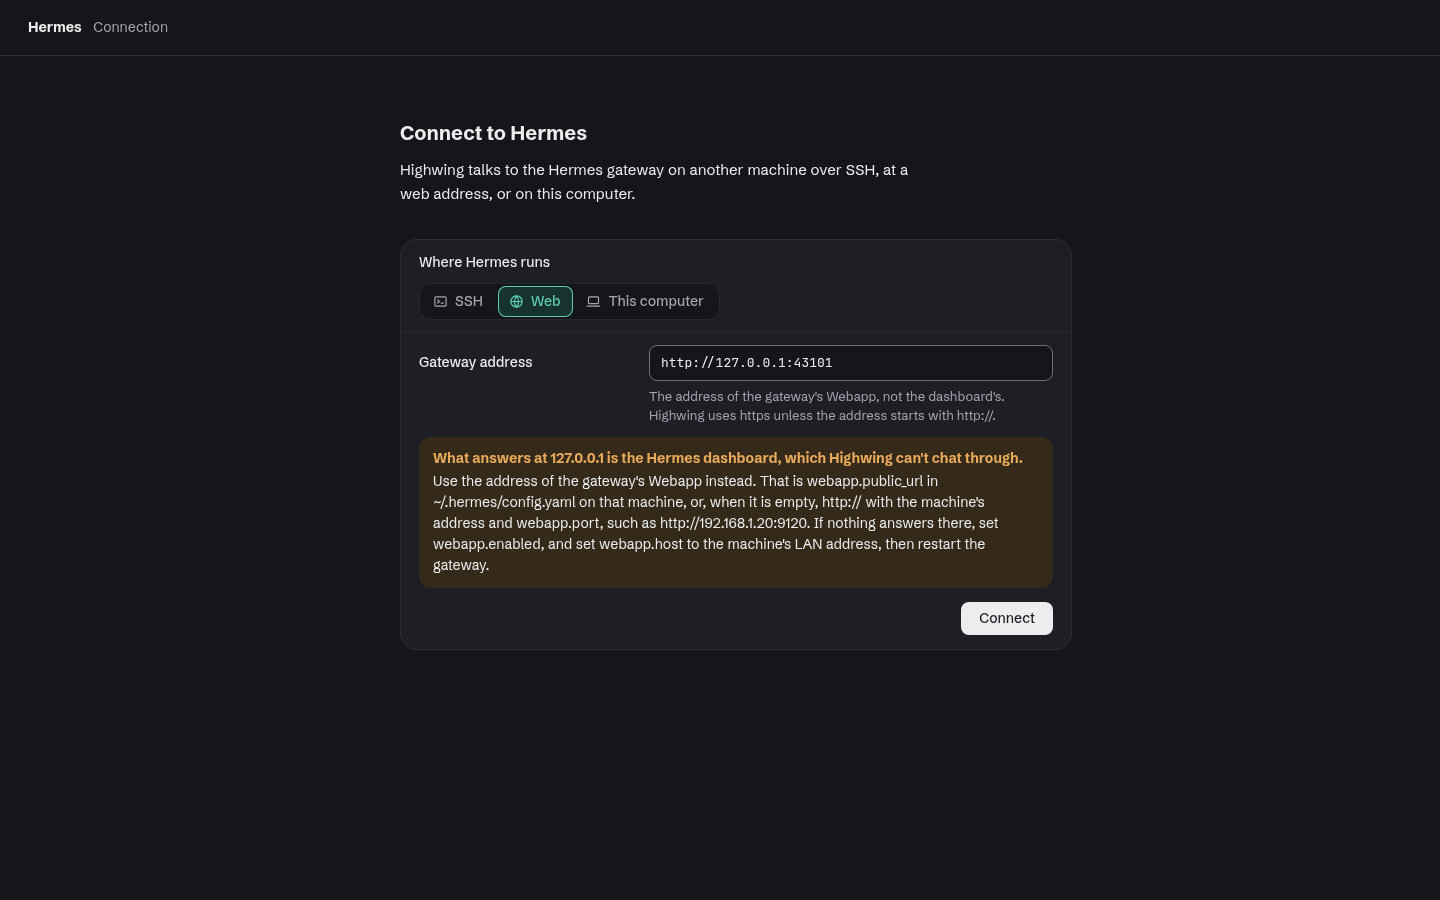 Hermes Connection
Connect to Hermes
Highwing talks to the Hermes gateway on another machine over SSH, at a
web address, or on this computer.
Where Hermes runs
SSH Web This computer
Gateway address http://127.0.0.1:43101
The address of the gateway's Webapp, not the dashboard's.
Highwing uses https unless the address starts with http://.
What answers at 127.0.0.1 is the Hermes dashboard, which Highwing can't chat through.
Use the address of the gateway's Webapp instead. That is webapp.public_url in
~/.hermes/config.yaml on that machine, or, when it is empty, http:// with the machine's
address and webapp.port, such as http://192.168.1.20:9120. If nothing answers there, set
webapp.enabled, and set webapp.host to the machine's LAN address, then restart the
gateway.
Connect